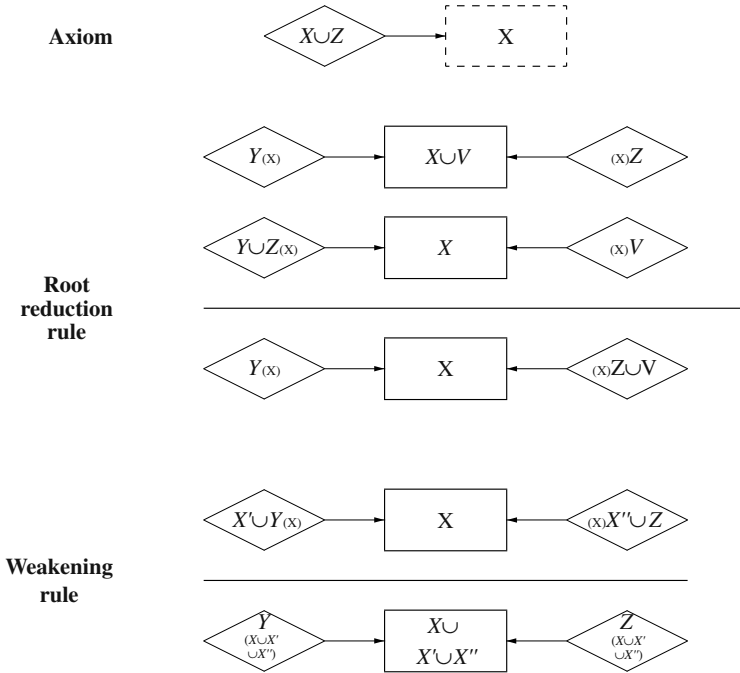 Axiom
X∪Z X
Y(X) X∪V (X)Z
Y∪Z(X) X (X)V
Root
reduction
rule
Y(X) X (X)Z∪V
X'∪Y(X) X (X)X''∪Z
Weakening
rule
Y X∪ Z
(X∪X' (X∪X'
∪X'') X'∪X'' ∪X'')